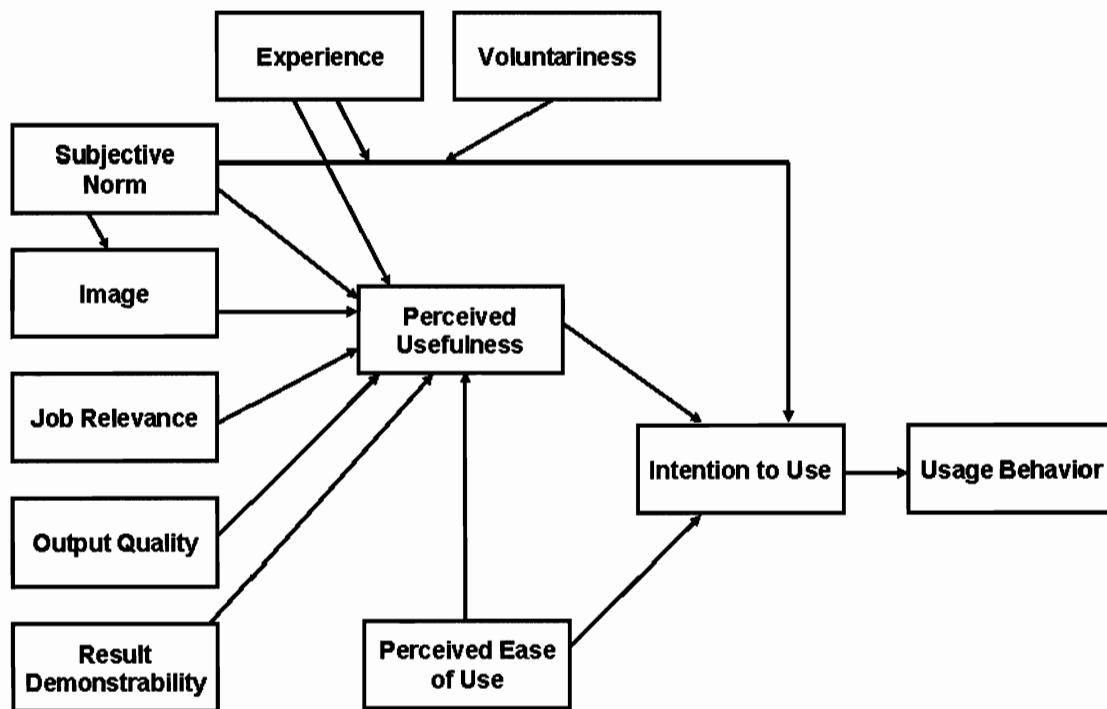 Experience
Voluntariness
Subjective
Norm
Image
Perceived
Usefulness
Job Relevance
Intention to Use
Usage Behavior
Output Quality
Result
Demonstrability
Perceived Ease
of Use